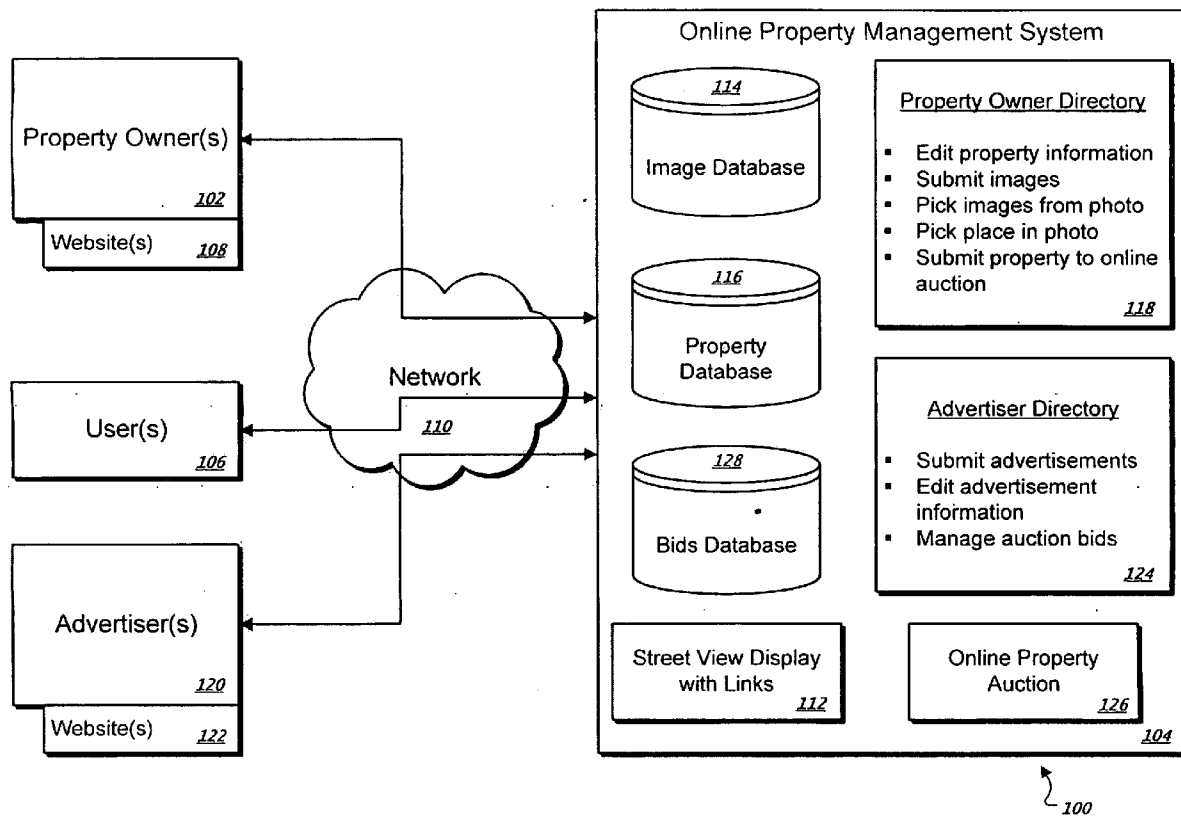 Property Owner(s)
102
Website(s)
108
User(s)
106
Advertiser(s)
120
Website(s)
122
Network
110
Online Property Management System
114
Image Database
116
Property
Database
128
Bids Database
Street View Display
with Links
112
Property Owner Directory
▪ Edit property information
▪ Submit images
▪ Pick images from photo
▪ Pick place in photo
▪ Submit property to online
auction
118
Advertiser Directory
▪ Submit advertisements
▪ Edit advertisement
information
▪ Manage auction bids
124
Online Property
Auction
126
104
100